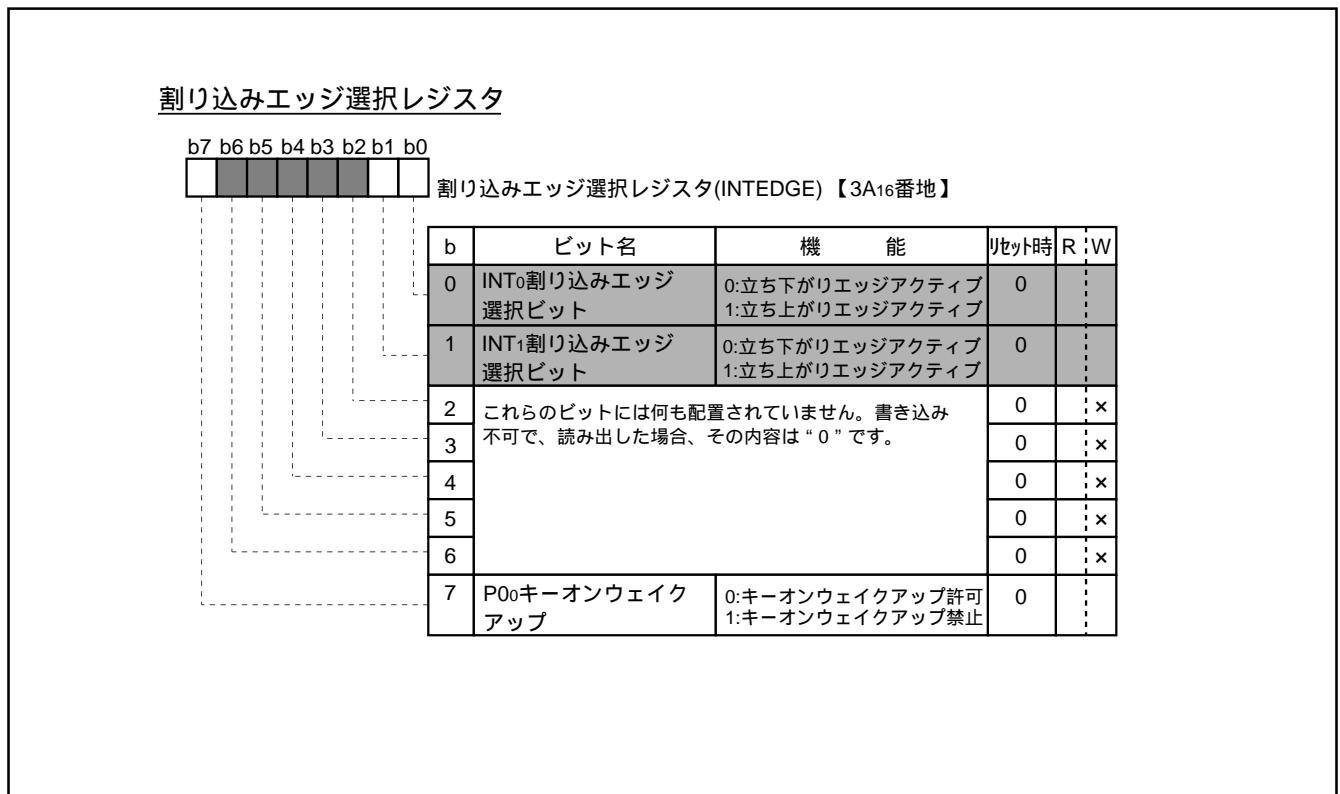 割り込みエッジ選択レジスタ
b7 b6 b5 b4 b3 b2 b1 b0
割り込みエッジ選択レジスタ(INTEDGE)【3A16番地】
b ビット名 機 能 リセット時 R W
0 INT0割り込みエッジ 0:立ち下がりエッジアクティブ 0
選択ビット 1:立ち上がりエッジアクティブ
1 INT1割り込みエッジ 0:立ち下がりエッジアクティブ 0
選択ビット 1:立ち上がりエッジアクティブ
2 これらのビットには何も配置されていません。書き込み 0 ×
3 不可で、読み出した場合、その内容は“0”です。 0 ×
4 0 ×
5 0 ×
6 0 ×
7 P00キーオンウェイク 0:キーオンウェイクアップ許可 0
アップ 1:キーオンウェイクアップ禁止